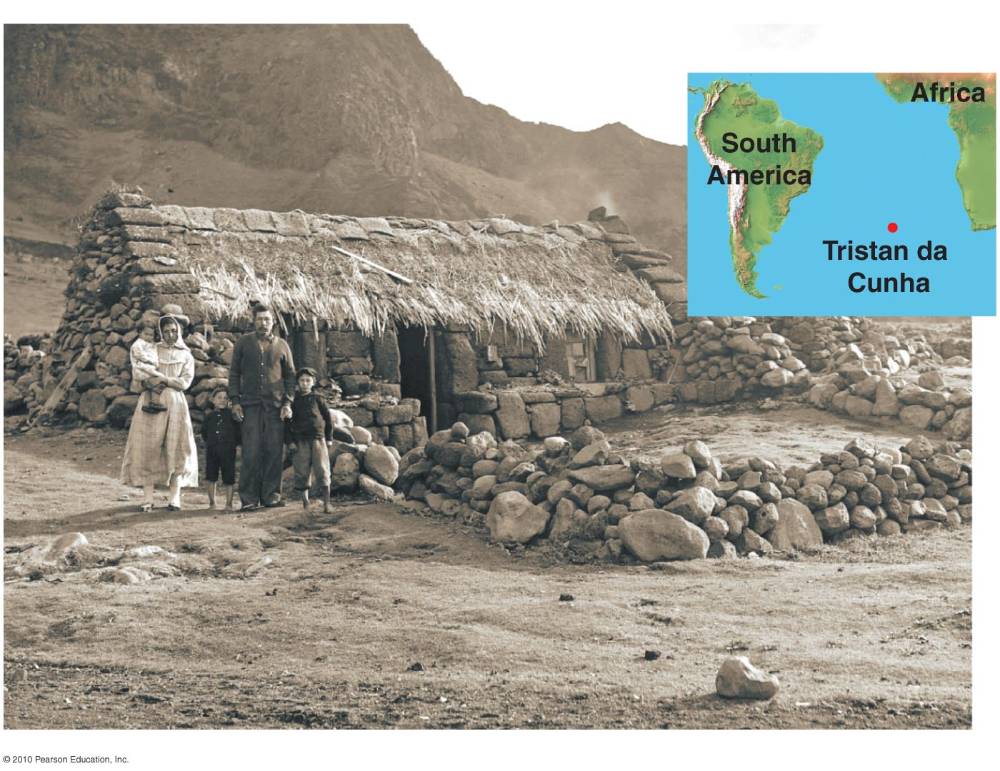 Africa
South
America
Tristan da
Cunha
© 2010 Pearson Education, Inc.